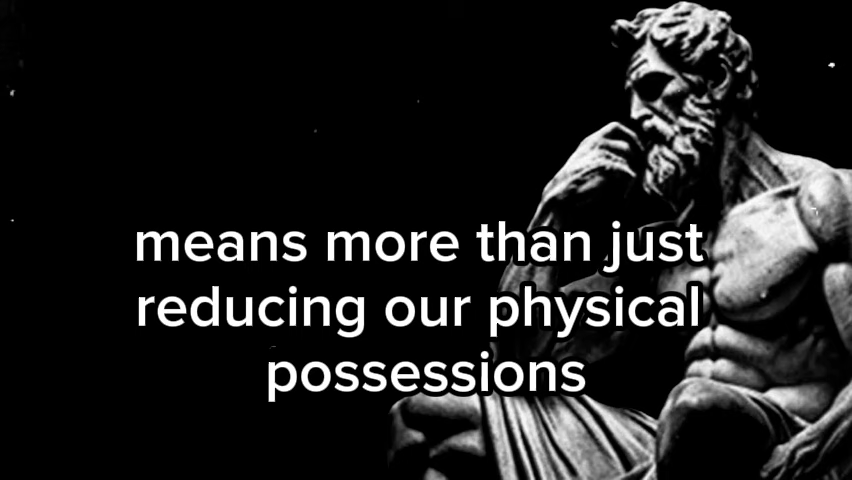 means more than just
reducing our physical
possessions